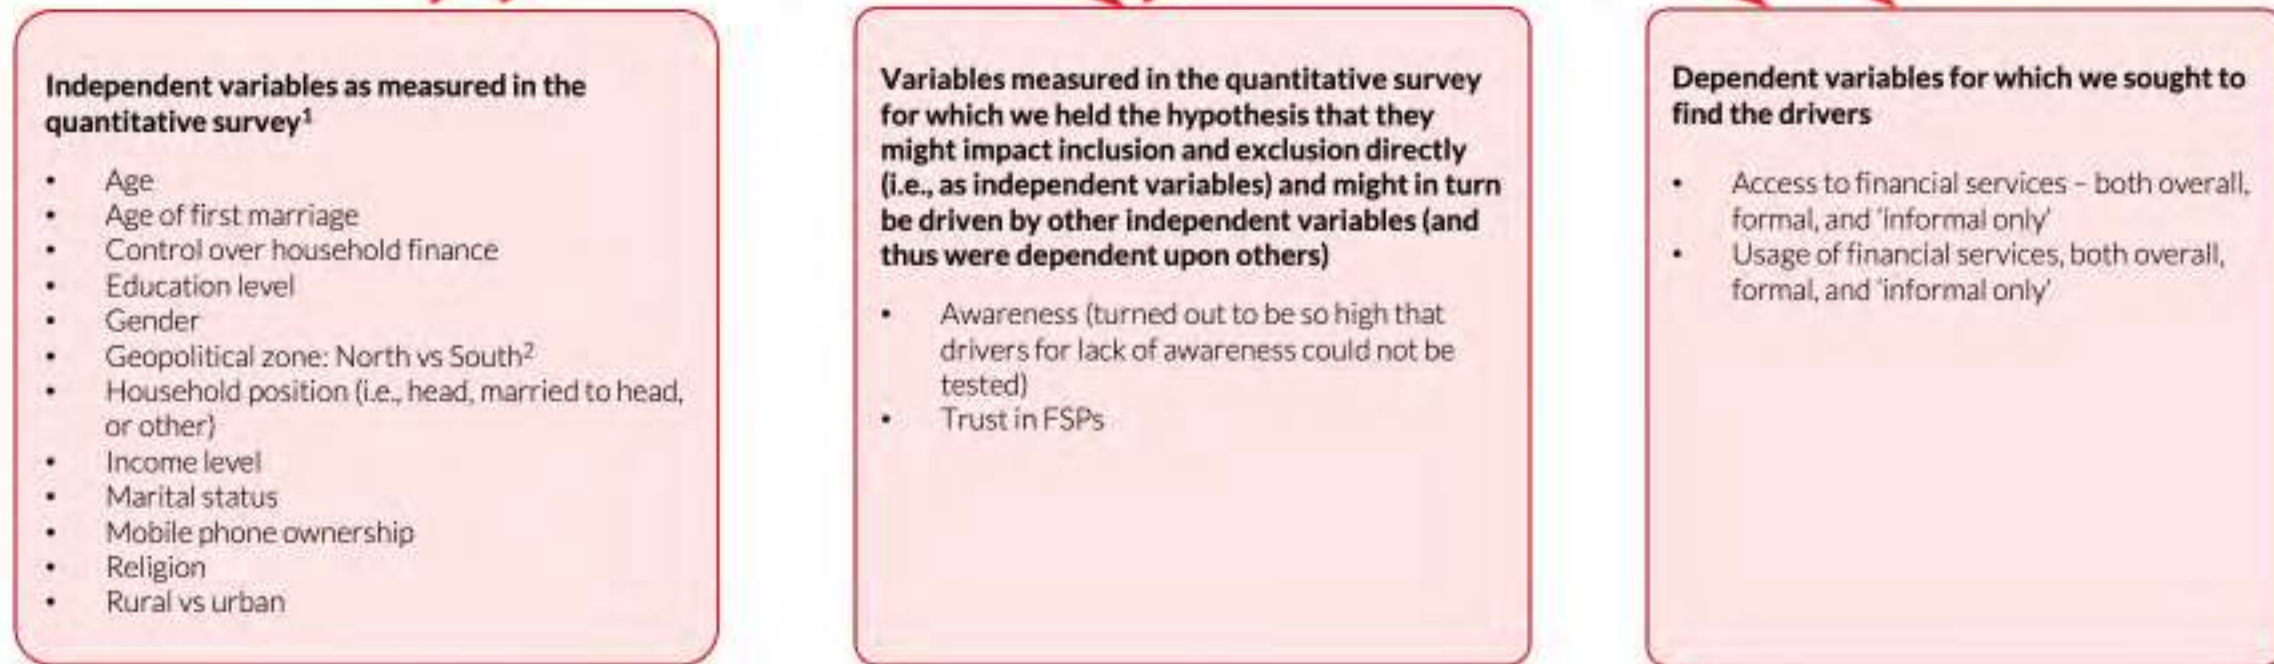 Independent variables as measured in the
quantitative survey¹
• Age
• Age of first marriage
• Control over household finance
• Education level
• Gender
• Geopolitical zone: North vs South²
• Household position (i.e., head, married to head,
or other)
• Income level
• Marital status
• Mobile phone ownership
• Religion
• Rural vs urban
Variables measured in the quantitative survey
for which we held the hypothesis that they
might impact inclusion and exclusion directly
(i.e., as independent variables) and might in turn
be driven by other independent variables (and
thus were dependent upon others)
• Awareness (turned out to be so high that
drivers for lack of awareness could not be
tested)
• Trust in FSPs
Dependent variables for which we sought to
find the drivers
• Access to financial services – both overall,
formal, and 'informal only'
• Usage of financial services, both overall,
formal, and 'informal only'